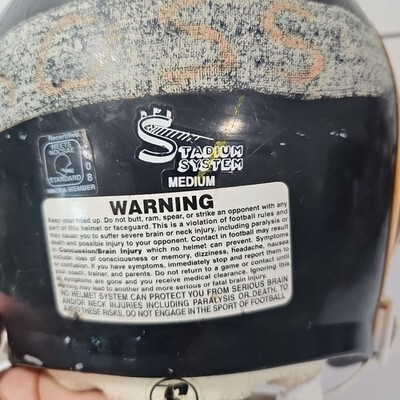 OSS
Recertified
MEETS
NOCSAE
STANDARD
NAERA MEMBER
0
8
STADIUM
SYSTEM
MEDIUM
WARNING
Keep your head up. Do not butt, ram, spear, or strike an opponent with any
part of this helmet or faceguard. This is a violation of football rules and
may cause you to suffer severe brain or neck injury, including paralysis or
death and possible injury to your opponent. Contact in football may result
in Concussion/Brain Injury which no helmet can prevent. Symptoms
include: loss of consciousness or memory, dizziness, headache, nausea
or confusion. If you have symptoms, immediately stop and report them to
your coach, trainer, and parents. Do not return to a game or contact until
all symptoms are gone and you receive medical clearance. Ignoring this
warning may lead to another and more serious or fatal brain injury.
NO HELMET SYSTEM CAN PROTECT YOU FROM SERIOUS BRAIN
AND/OR NECK INJURIES INCLUDING PARALYSIS OR DEATH. TO
AVOID THESE RISKS, DO NOT ENGAGE IN THE SPORT OF FOOTBALL